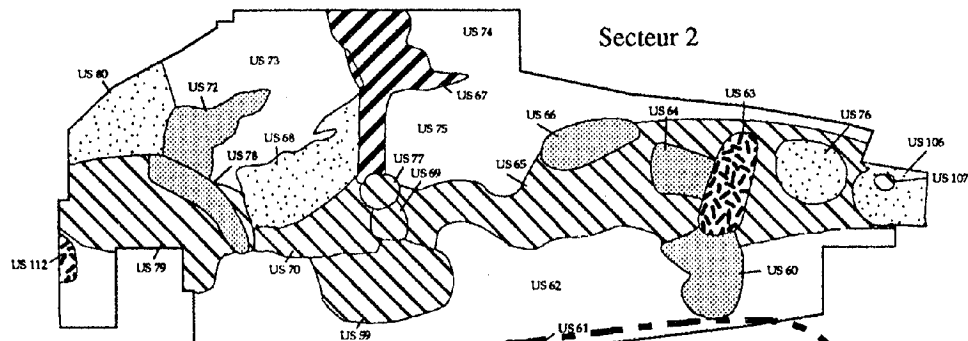 US 74
Secteur 2
US 73
US 80
US 72
US 67
US 63
US 64
US 76
US 66
US 75
US 68
US 106
US 78
US 77
US 65
US 69
US 107
US 112
US 79
US 70
US 60
US 62
US 59
US 61